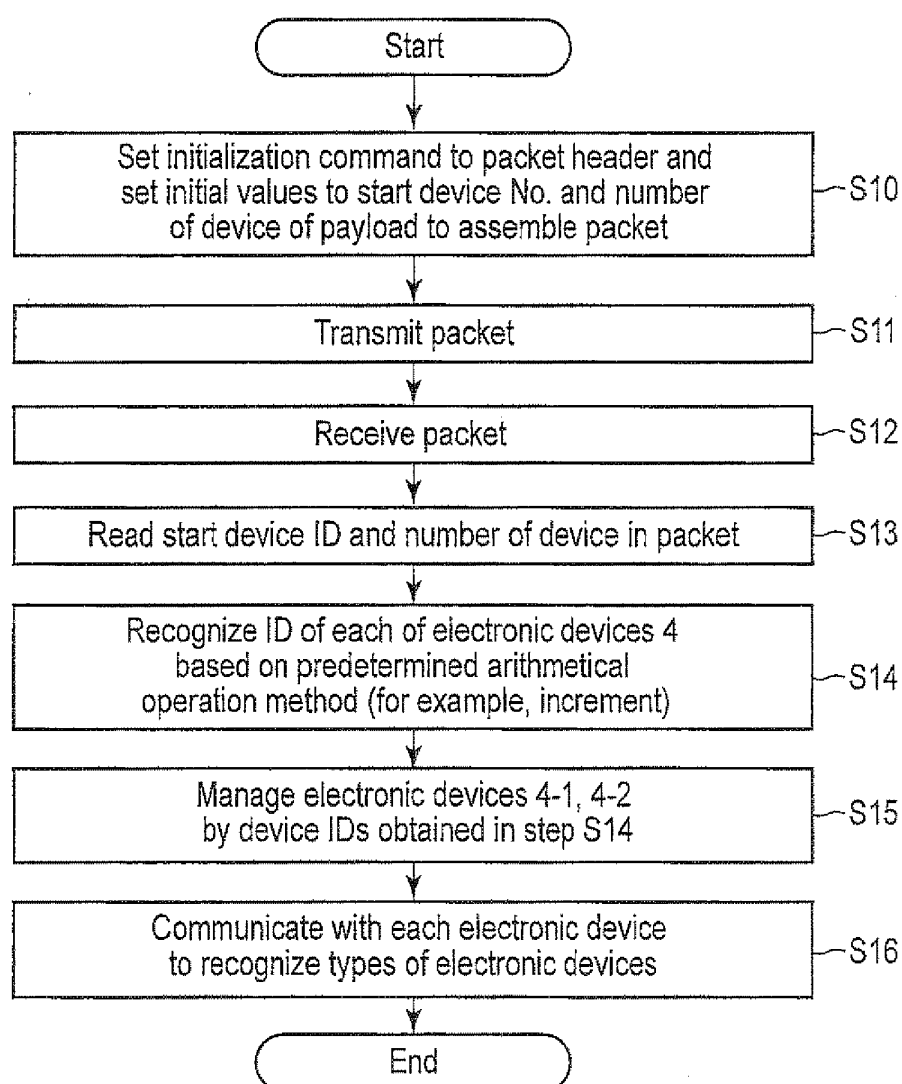 Start
Set initialization command to packet header and
set initial values to start device No. and number
of device of payload to assemble packet
S10
Transmit packet
S11
Receive packet
S12
Read start device ID and number of device in packet
S13
Recognize ID of each of electronic devices 4
based on predetermined arithmetical
operation method (for example, increment)
S14
Manage electronic devices 4-1, 4-2
by device IDs obtained in step S14
S15
Communicate with each electronic device
to recognize types of electronic devices
S16
End